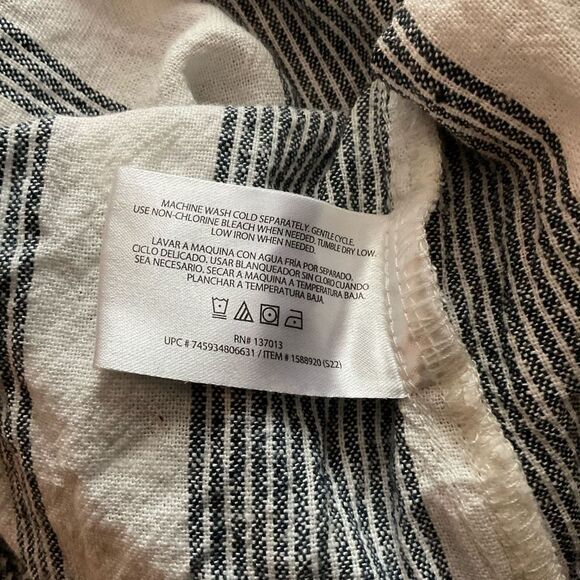 MACHINE WASH COLD SEPARATELY. GENTLE CYCLE.
USE NON-CHLORINE BLEACH WHEN NEEDED. TUMBLE DRY LOW.
LOW IRON WHEN NEEDED.
LAVAR A MAQUINA CON AGUA FRÍA POR SEPARADO.
CICLO DELICADO. USAR BLANQUEADOR SIN CLORO CUANDO
SEA NECESARIO. SECAR A MAQUINA A TEMPERATURA BAJA.
PLANCHAR A TEMPERATURA BAJA.
RN# 137013
UPC # 745934806631 / ITEM # 1588920 (S22)